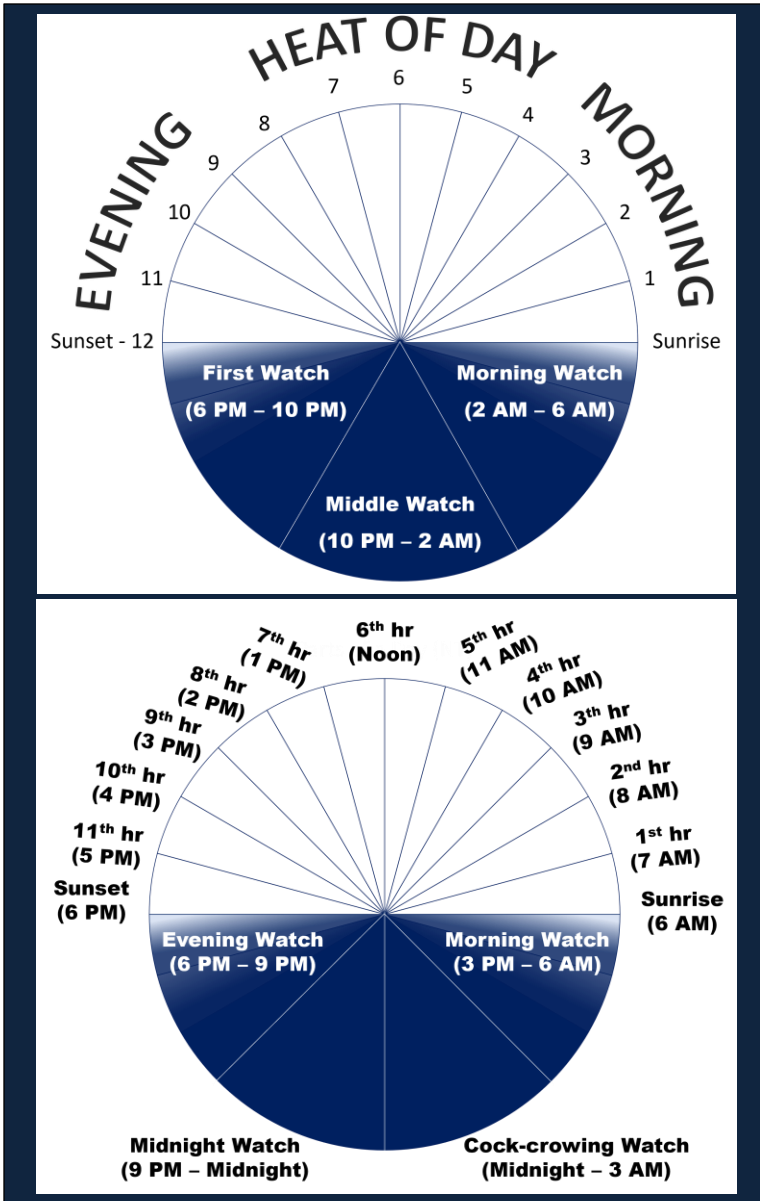 HEAT OF DAY
EVENING
MORNING
6
7
5
8
4
9
3
10
2
11
1
Sunset - 12
Sunrise
First Watch
(6 PM – 10 PM)
Morning Watch
(2 AM – 6 AM)
Middle Watch
(10 PM – 2 AM)
6th hr
(Noon)
7th hr
(1 PM)
5th hr
(11 AM)
8th hr
(2 PM)
4th hr
(10 AM)
9th hr
(3 PM)
3th hr
(9 AM)
10th hr
(4 PM)
2nd hr
(8 AM)
11th hr
(5 PM)
1st hr
(7 AM)
Sunset
(6 PM)
Sunrise
(6 AM)
Evening Watch
(6 PM – 9 PM)
Morning Watch
(3 PM – 6 AM)
Midnight Watch
(9 PM – Midnight)
Cock-crowing Watch
(Midnight – 3 AM)